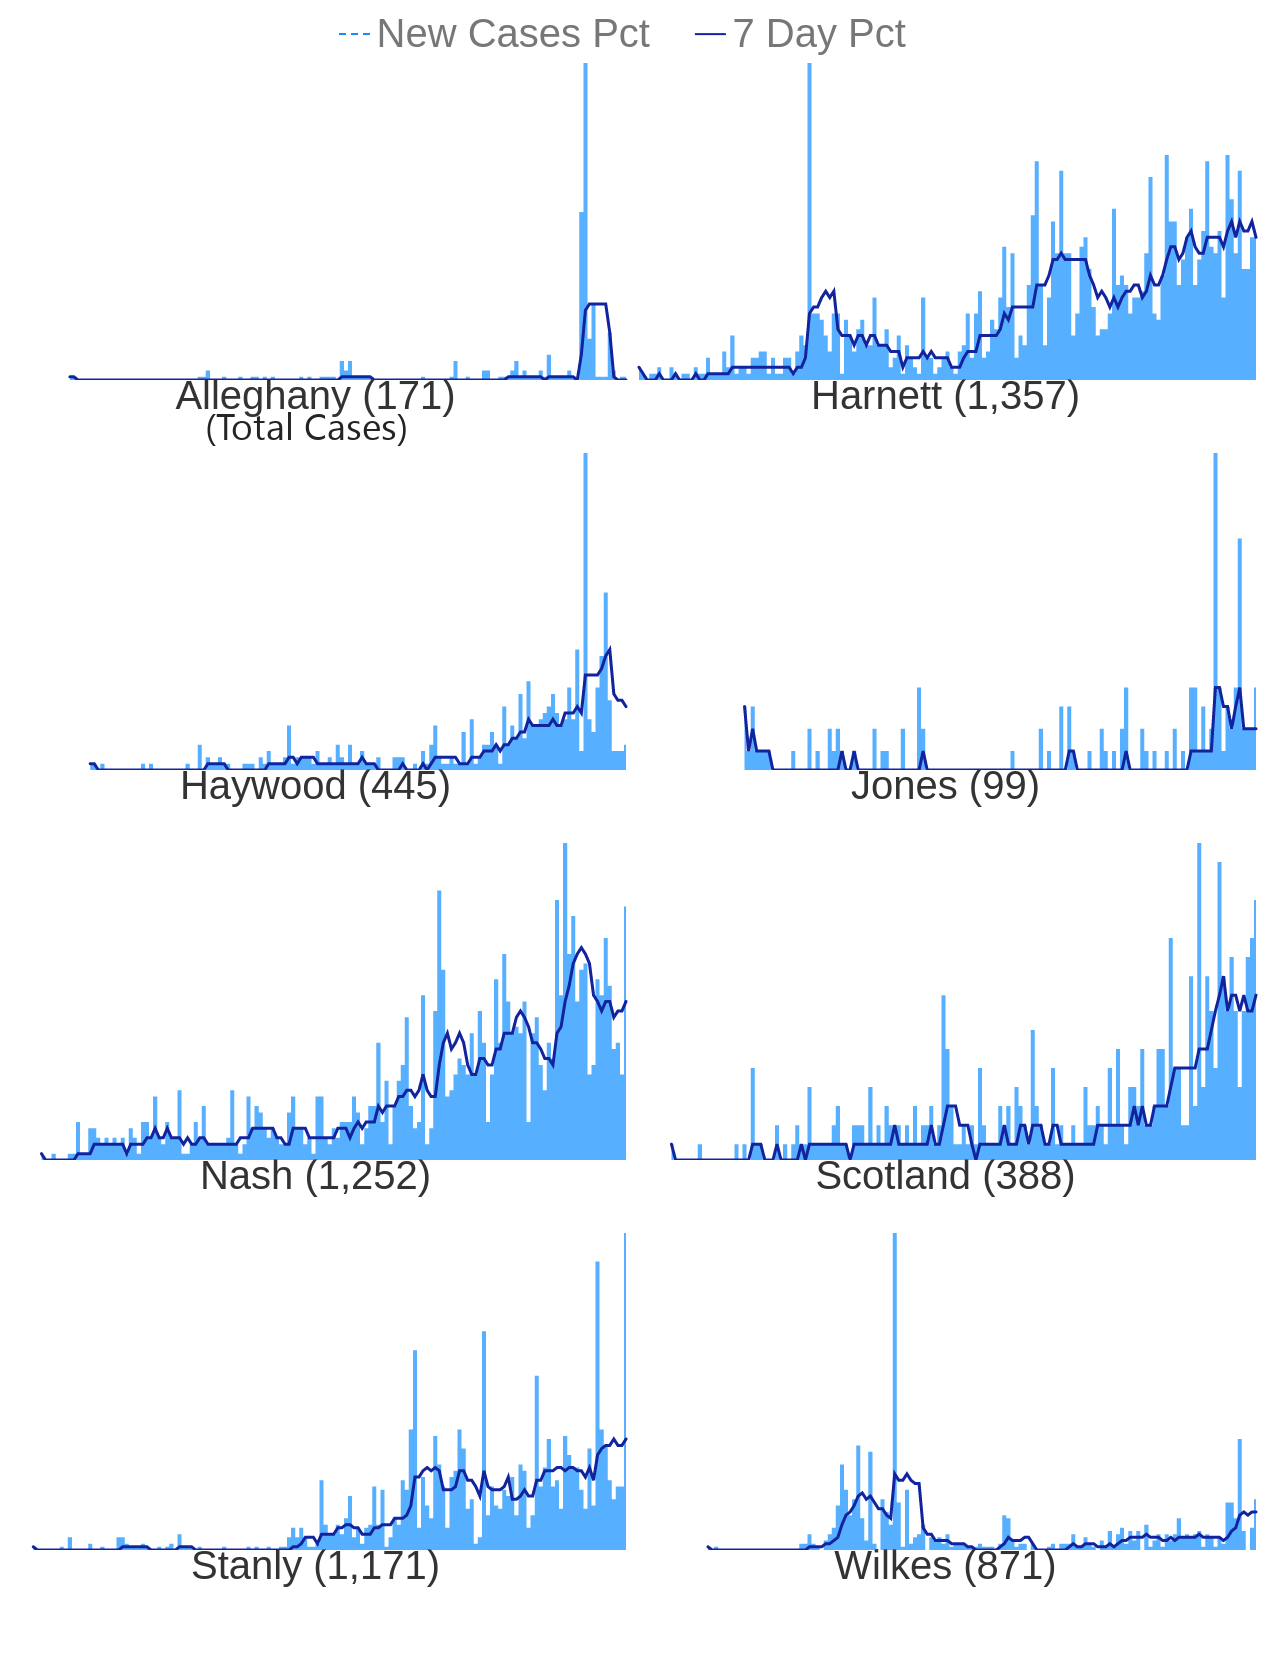 New Cases Pct 7 Day Pct
Alleghany (171) Harnett (1,357)
(Total Cases)
Haywood (445) Jones (99)
Nash (1,252) Scotland (388)
Stanly (1,171) Wilkes (871)